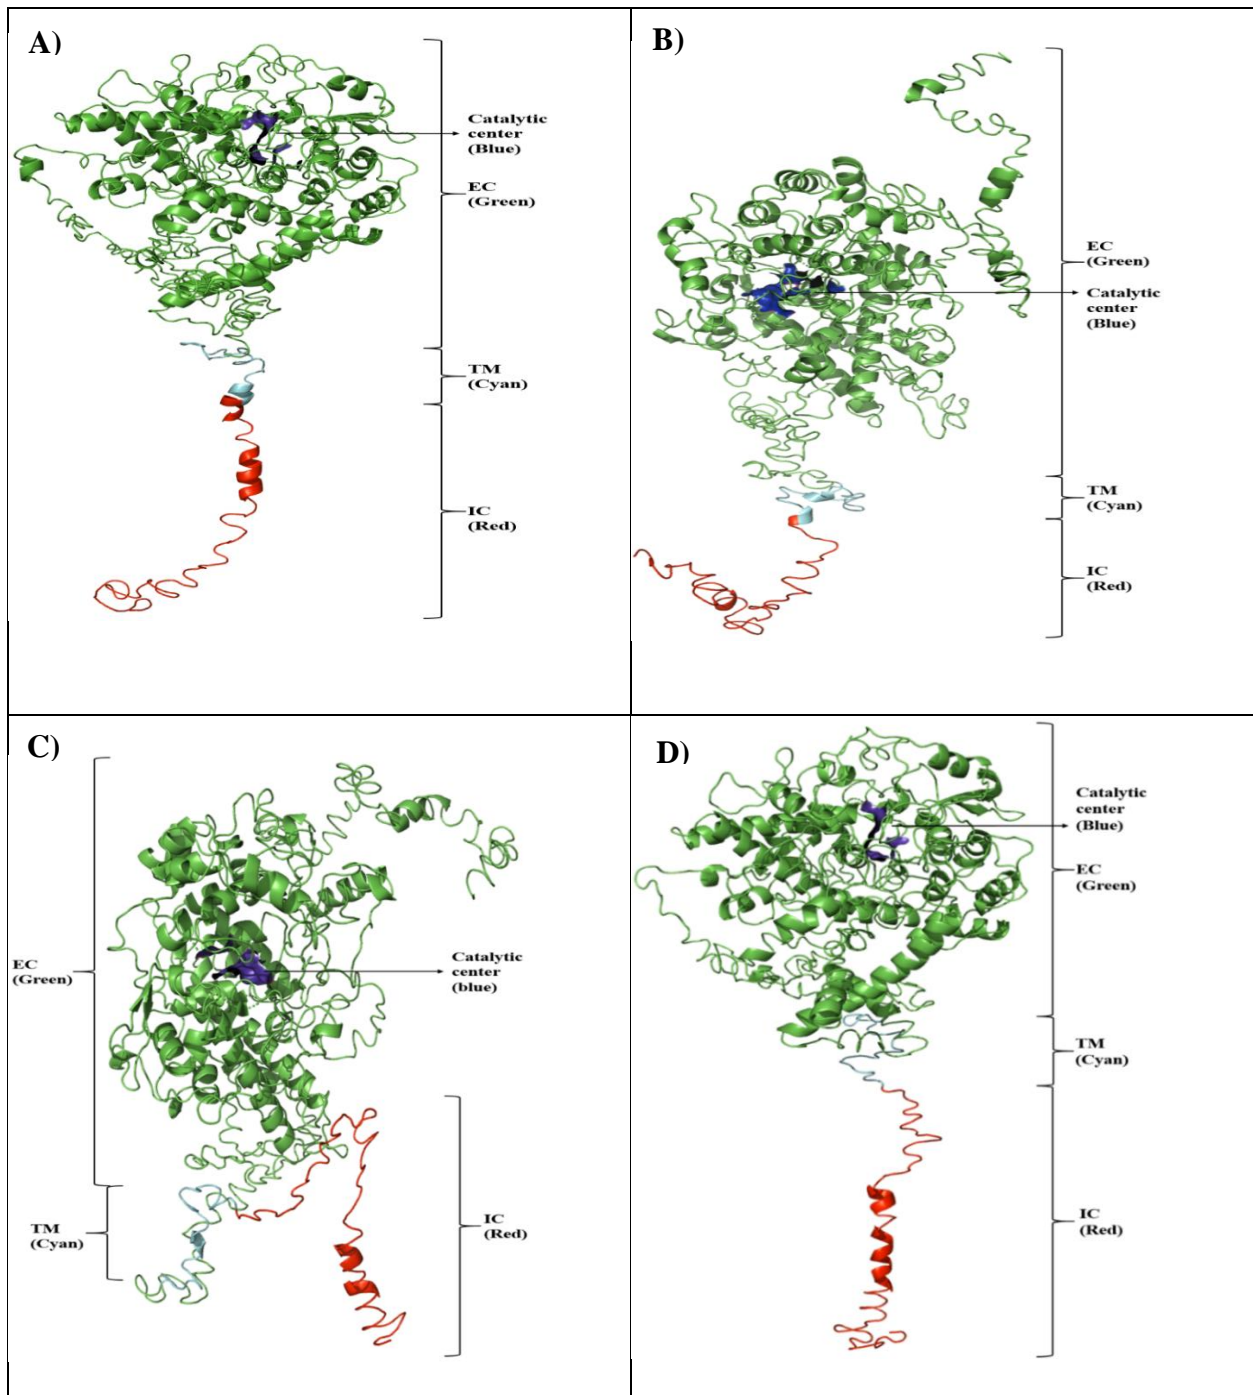 A)
Catalytic
center
(Blue)
EC
(Green)
TM
(Cyan)
IC
(Red)
B)
EC
(Green)
Catalytic
center
(Blue)
TM
(Cyan)
IC
(Red)
C)
EC
(Green)
Catalytic
center
(blue)
TM
(Cyan)
IC
(Red)
D)
Catalytic
center
(Blue)
EC
(Green)
TM
(Cyan)
IC
(Red)